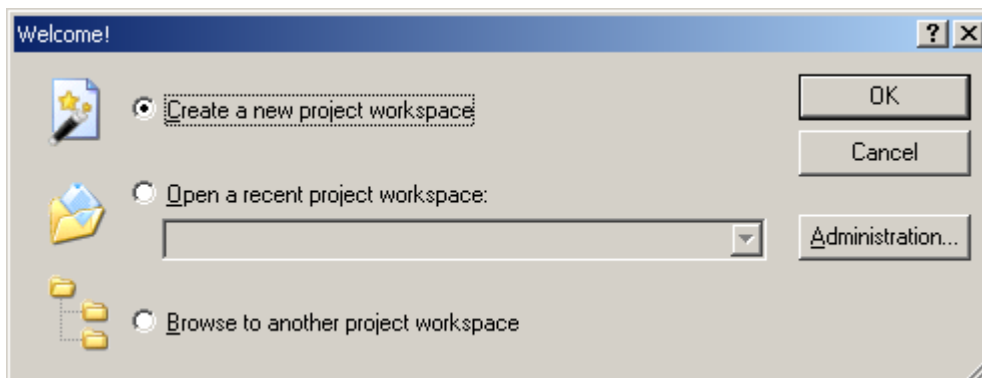 Welcome!
Create a new project workspace
OK
Cancel
Open a recent project workspace:
Administration...
Browse to another project workspace